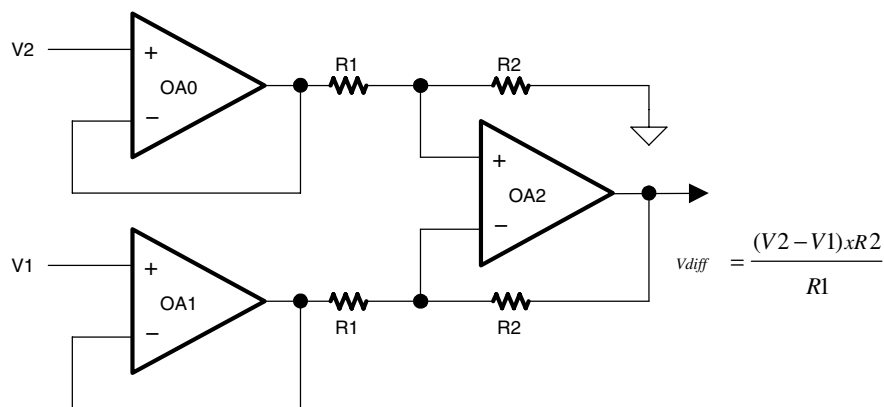 V2
+
OA0
−
R1
R2
+
OA2
−
V1
+
OA1
−
R1
R2
Vdiff = (V2−V1)xR2
R1